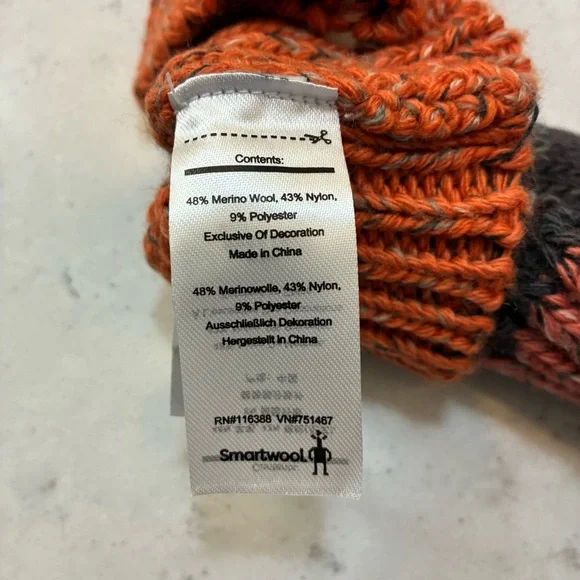 Contents:
48% Merino Wool, 43% Nylon,
9% Polyester
Exclusive Of Decoration
Made in China
48% Merinowolle, 43% Nylon,
9% Polyester
Ausschließlich Dekoration
Hergestellt in China
RN#116388 VN#751467
Smartwool